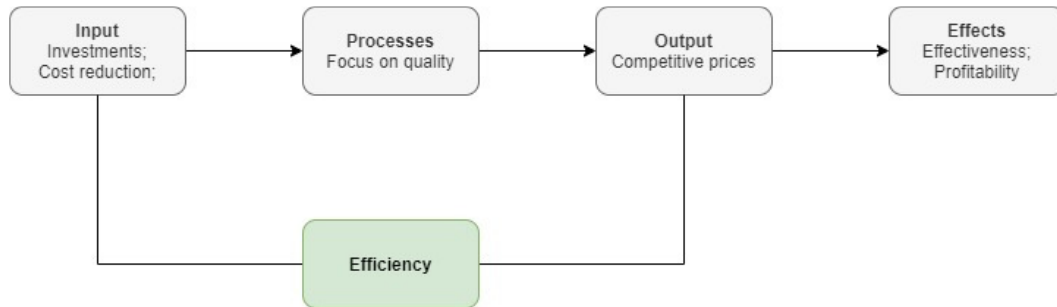 Input
Investments;
Cost reduction;
Processes
Focus on quality
Output
Competitive prices
Effects
Effectiveness;
Profitability
Efficiency